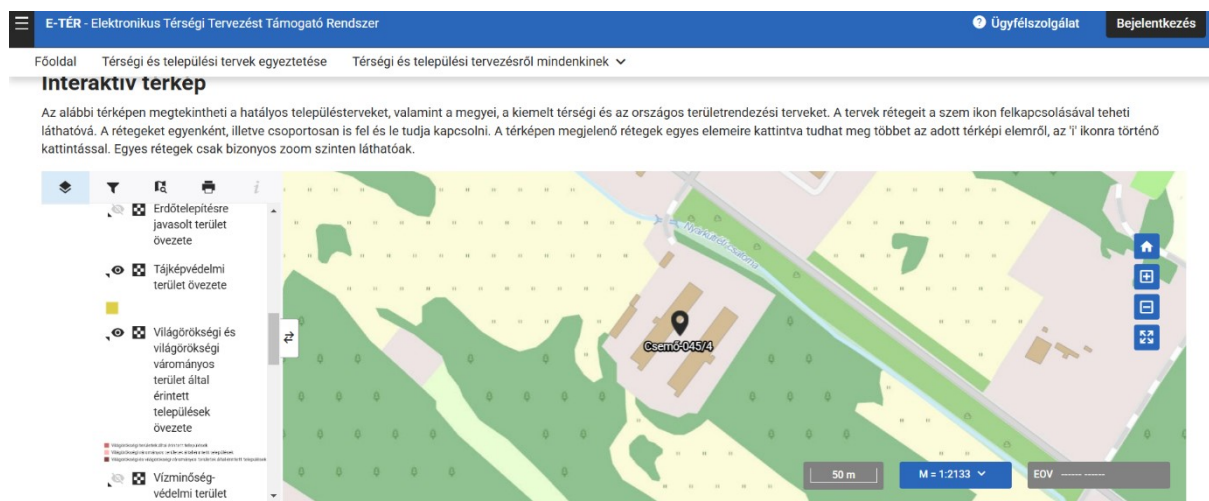 E-TÉR - Elektronikus Térségi Tervezést Támogató Rendszer
Ügyfélszolgálat
Bejelentkezés
Főoldal
Térségi és települési tervek egyeztetése
Térségi és települési tervezésről mindenkinek
Interaktív térkép
Az alábbi térképen megtekintheti a hatályos településterveket, valamint a megyei, a kiemelt térségi és az országos területrendezési terveket. A tervek rétegeit a szem ikon felkapcsolásával teheti
láthatóvá. A rétegeket egyenként, illetve csoportosan is fel és le tudja kapcsolni. A térképen megjelenő rétegek egyes elemeire kattintva tudhat meg többet az adott térképi elemről, az 'i' ikonra történő
kattintással. Egyes rétegek csak bizonyos zoom szinten láthatóak.
Erdőtelepítésre
javasolt terület
övezete
Tájképvédelmi
terület övezete
Világörökségi és
világörökségi
várományos
terület által
érintett
települések
övezete
Vízminőség-
védelmi terület
Csemő-045/4
50 m
M = 1:2133
EOV ------ ------